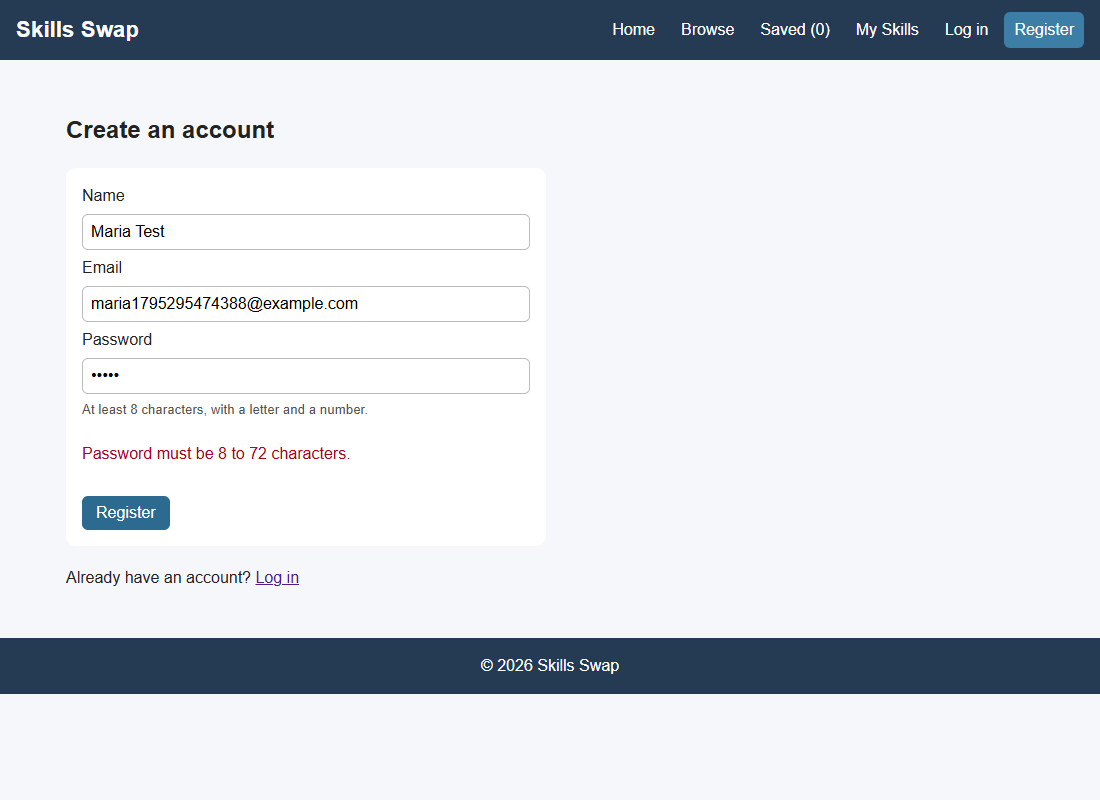 Skills Swap
Home Browse Saved (0) My Skills Log in Register
Create an account
Name
Maria Test
Email
maria1795295474388@example.com
Password
•••••
At least 8 characters, with a letter and a number.
Password must be 8 to 72 characters.
Register
Already have an account? Log in
© 2026 Skills Swap